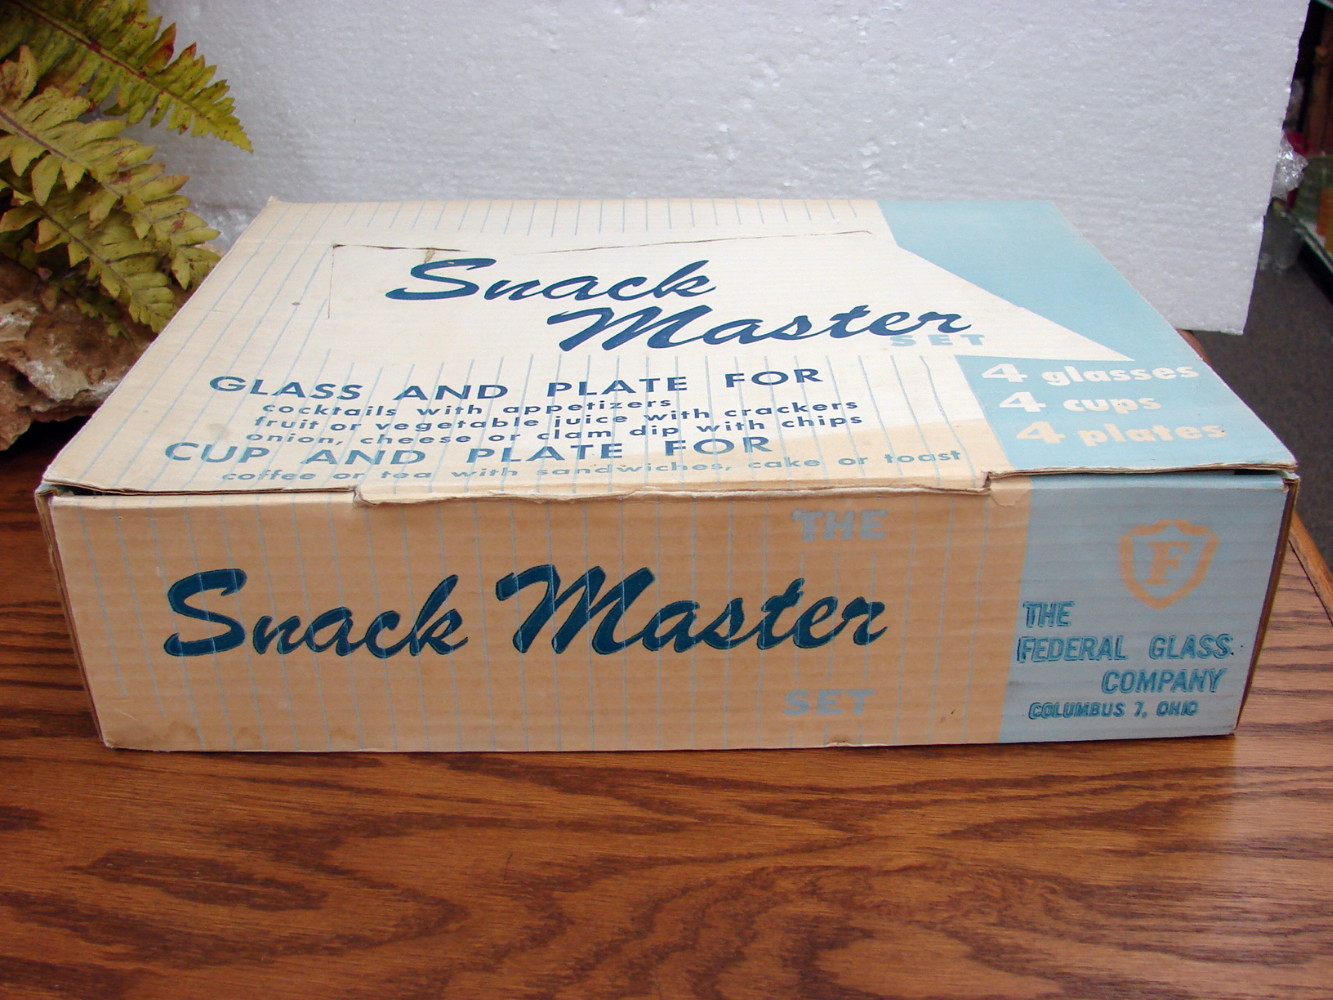 Snack
Master
SET
4 glasses
4 cups
4 plates
GLASS AND PLATE FOR
cocktails with appetizers
fruit or vegetable juice with crackers
onion, cheese or clam dip with chips
CUP AND PLATE FOR
coffee or tea with sandwiches, cake or toast
THE
Snack Master
SET
F
THE
FEDERAL GLASS
COMPANY
COLUMBUS 7, OHIO